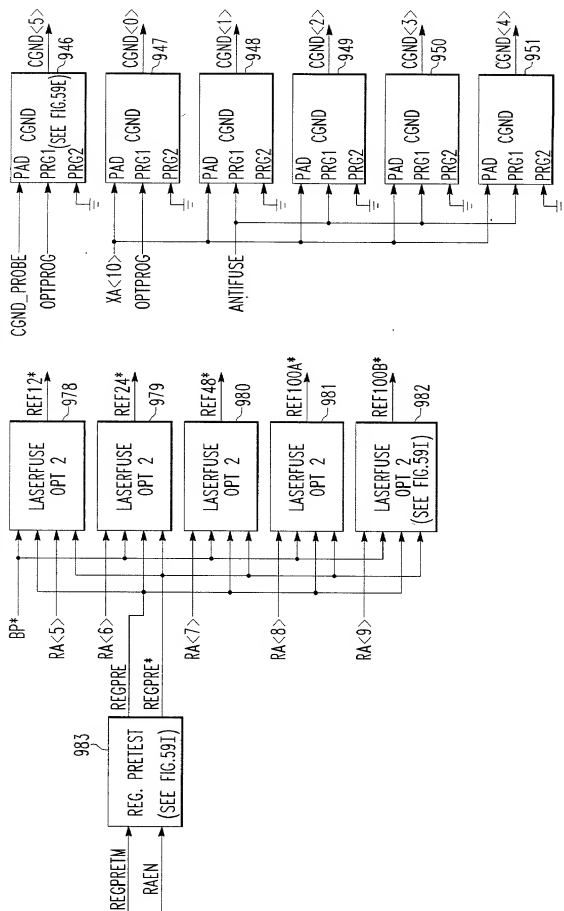 CGND_PROBE
OPTPROG
PAD
PRG1
PRG2
CGND
(SEE FIG.59E)
CGND<5>
946
XA<10>
OPTPROG
PAD
PRG1
PRG2
CGND
CGND<0>
947
ANTIFUSE
PAD
PRG1
PRG2
CGND
CGND<1>
948
PAD
PRG1
PRG2
CGND
CGND<2>
949
PAD
PRG1
PRG2
CGND
CGND<3>
950
PAD
PRG1
PRG2
CGND
CGND<4>
951
BP*
RA<5>
LASERFUSE
OPT 2
REF12*
978
RA<6>
LASERFUSE
OPT 2
REF24*
979
RA<7>
LASERFUSE
OPT 2
REF48*
980
RA<8>
LASERFUSE
OPT 2
REF100A*
981
RA<9>
LASERFUSE
OPT 2
(SEE FIG.59I)
REF100B*
982
REGPRETM
RAEN
983
REG. PRETEST
(SEE FIG.59I)
REGPRE
REGPRE*